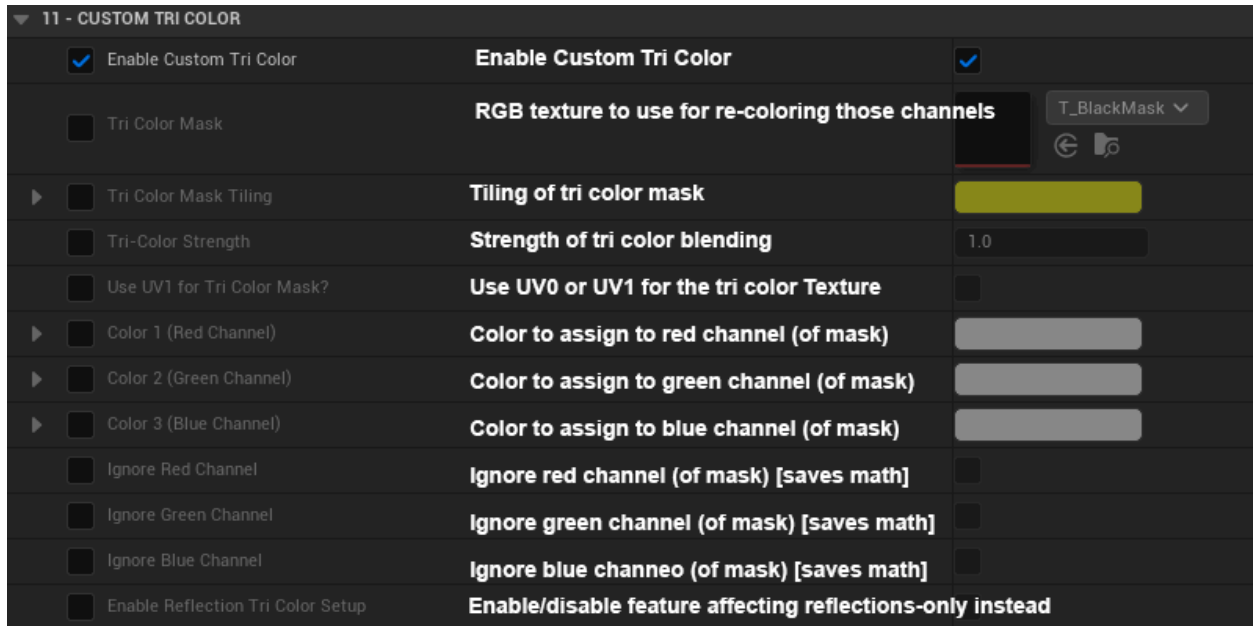 11 - CUSTOM TRI COLOR
Enable Custom Tri Color Enable Custom Tri Color
Tri Color Mask RGB texture to use for re-coloring those channels T_BlackMask
Tri Color Mask Tiling Tiling of tri color mask
Tri-Color Strength Strength of tri color blending 1.0
Use UV1 for Tri Color Mask? Use UV0 or UV1 for the tri color Texture
Color 1 (Red Channel) Color to assign to red channel (of mask)
Color 2 (Green Channel) Color to assign to green channel (of mask)
Color 3 (Blue Channel) Color to assign to blue channel (of mask)
Ignore Red Channel Ignore red channel (of mask) [saves math]
Ignore Green Channel Ignore green channel (of mask) [saves math]
Ignore Blue Channel Ignore blue channeo (of mask) [saves math]
Enable Reflection Tri Color Setup Enable/disable feature affecting reflections-only instead